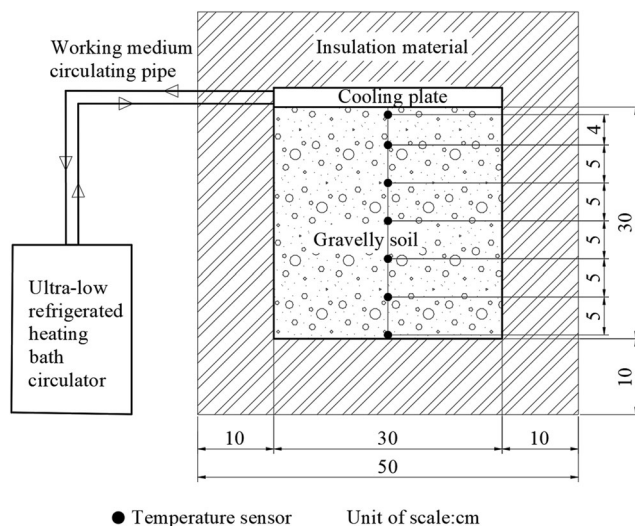 Working medium
circulating pipe
Insulation material
Cooling plate
4
5
5
5
5
5
30
10
Gravelly soil
Ultra-low
refrigerated
heating
bath
circulator
10
30
10
50
Temperature sensor
Unit of scale:cm